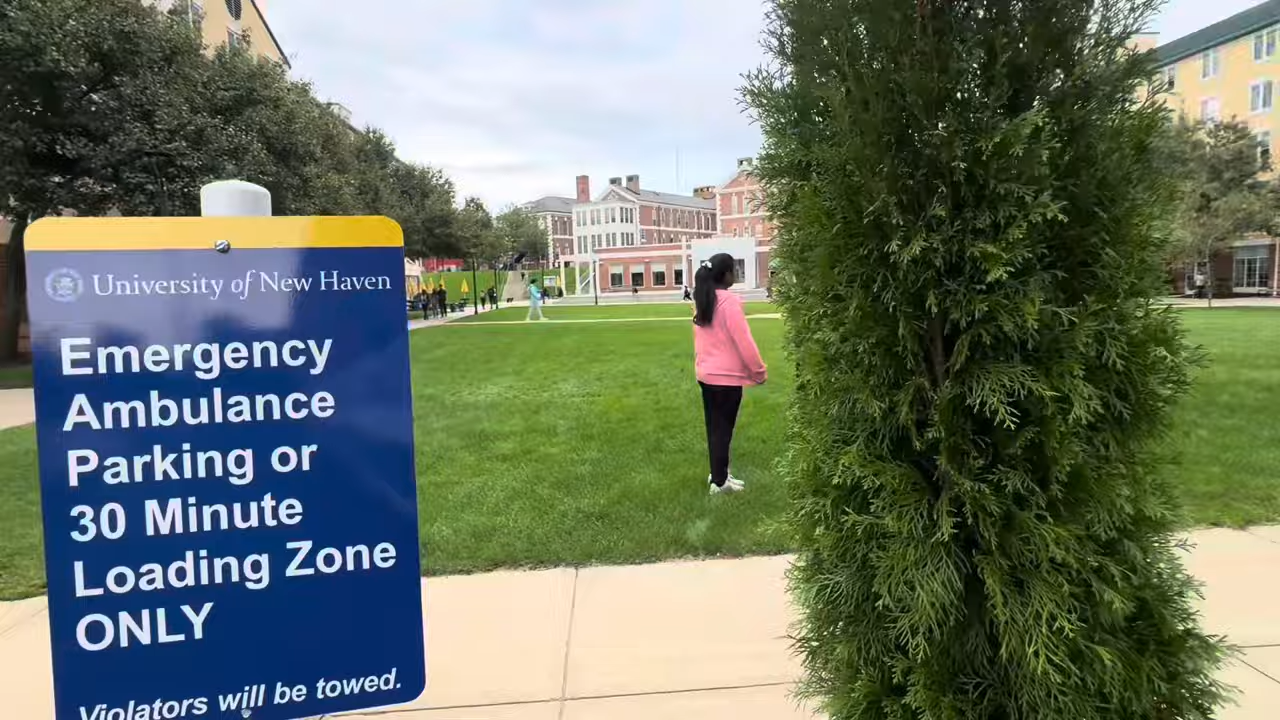 University of New Haven
Emergency
Ambulance
Parking or
30 Minute
Loading Zone
ONLY
Violators will be towed.